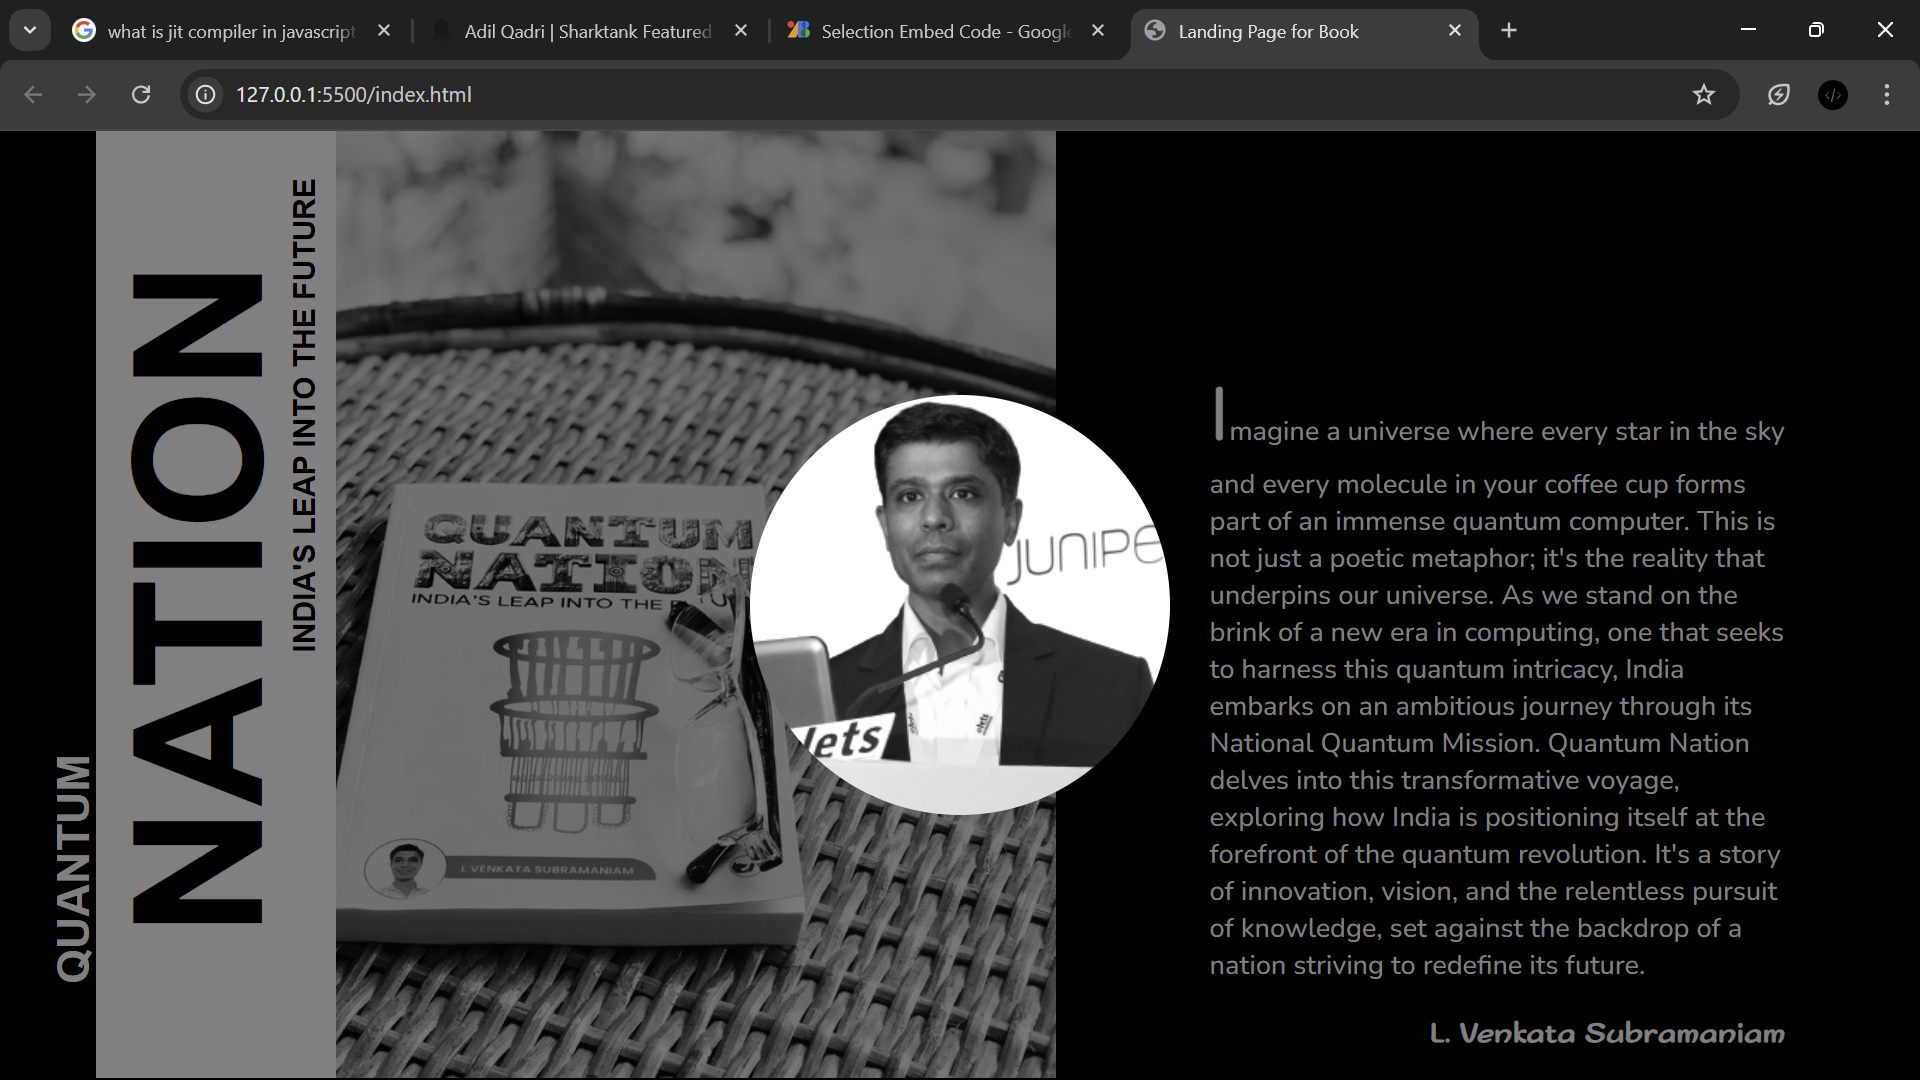 what is jit compiler in javascript
Adil Qadri | Sharktank Featured
Selection Embed Code - Google
Landing Page for Book
127.0.0.1:5500/index.html
QUANTUM
NATION
INDIA'S LEAP INTO THE FUTURE
QUANTUM
NATION
INDIA'S LEAP INTO THE FU
L VENKATA SUBRAMANIAM
JUNIPE
lets
Imagine a universe where every star in the sky
and every molecule in your coffee cup forms
part of an immense quantum computer. This is
not just a poetic metaphor; it's the reality that
underpins our universe. As we stand on the
brink of a new era in computing, one that seeks
to harness this quantum intricacy, India
embarks on an ambitious journey through its
National Quantum Mission. Quantum Nation
delves into this transformative voyage,
exploring how India is positioning itself at the
forefront of the quantum revolution. It's a story
of innovation, vision, and the relentless pursuit
of knowledge, set against the backdrop of a
nation striving to redefine its future.
L. Venkata Subramaniam